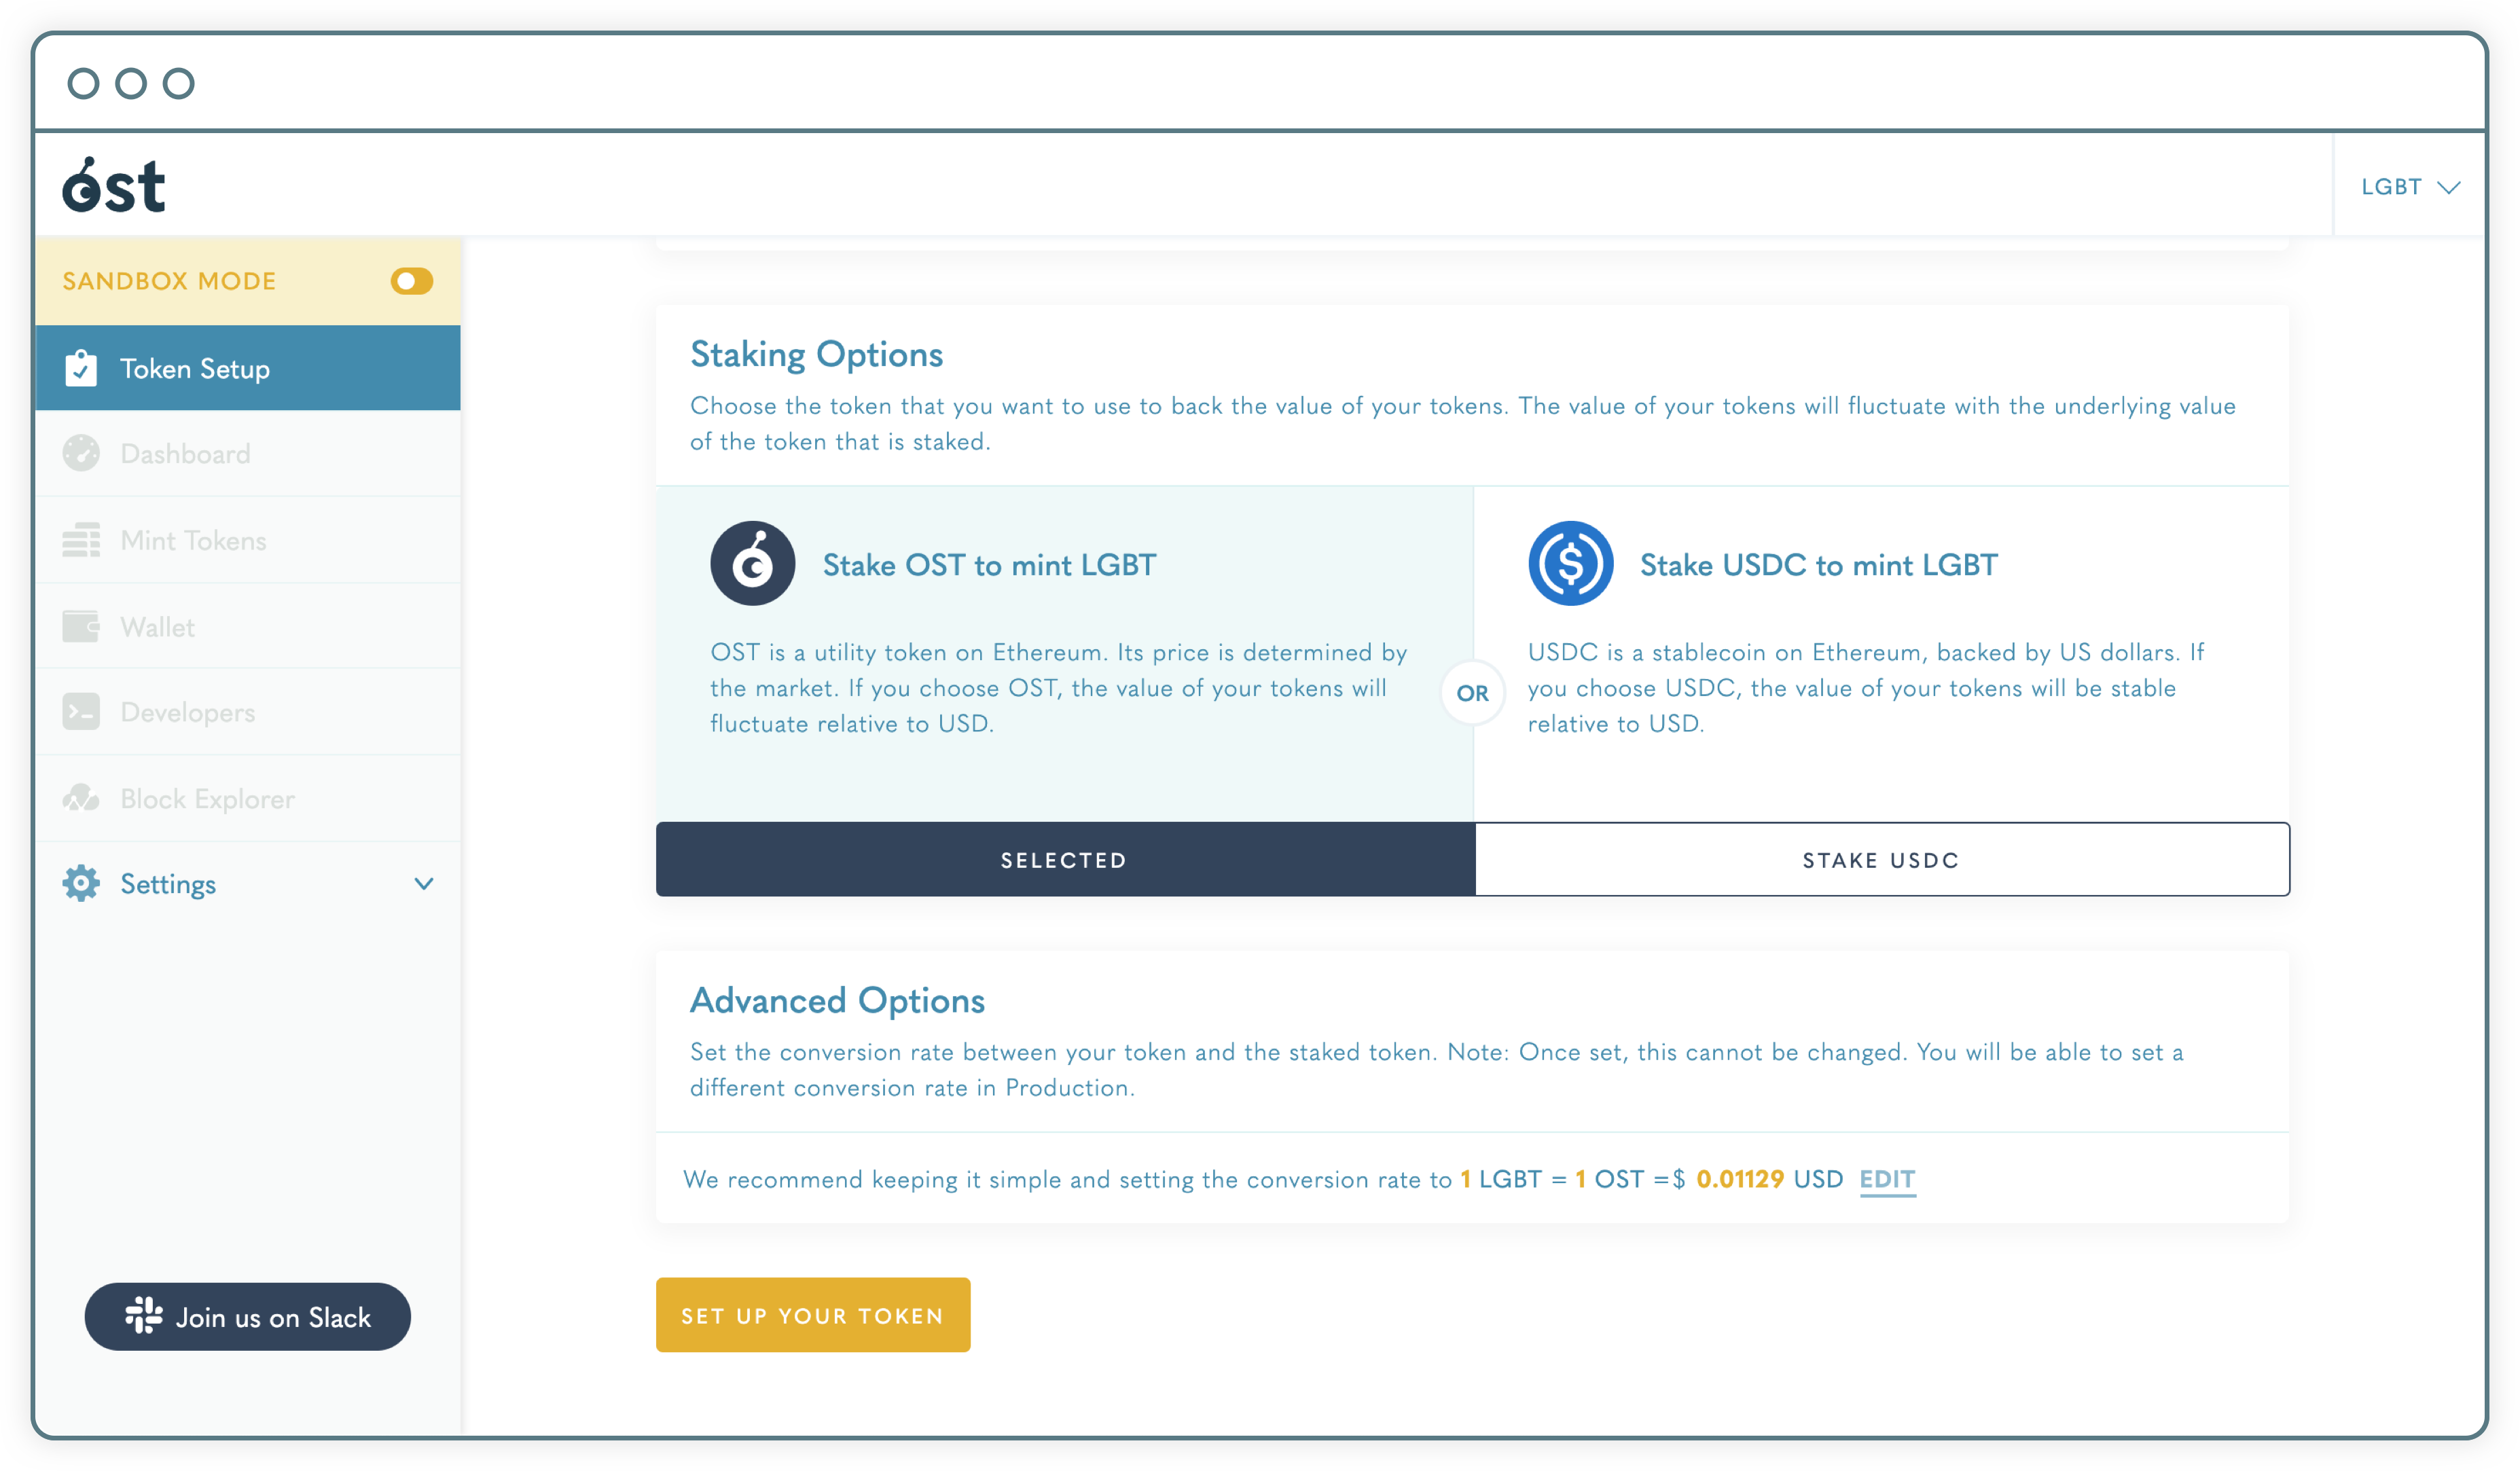 ost
LGBT
SANDBOX MODE
Token Setup
Dashboard
Mint Tokens
Wallet
Developers
Block Explorer
Settings
Join us on Slack
Staking Options
Choose the token that you want to use to back the value of your tokens. The value of your tokens will fluctuate with the underlying value
of the token that is staked.
Stake OST to mint LGBT
OST is a utility token on Ethereum. Its price is determined by
the market. If you choose OST, the value of your tokens will
fluctuate relative to USD.
SELECTED
OR
Stake USDC to mint LGBT
USDC is a stablecoin on Ethereum, backed by US dollars. If
you choose USDC, the value of your tokens will be stable
relative to USD.
STAKE USDC
Advanced Options
Set the conversion rate between your token and the staked token. Note: Once set, this cannot be changed. You will be able to set a
different conversion rate in Production.
We recommend keeping it simple and setting the conversion rate to 1 LGBT = 1 OST =$ 0.01129 USD EDIT
SET UP YOUR TOKEN